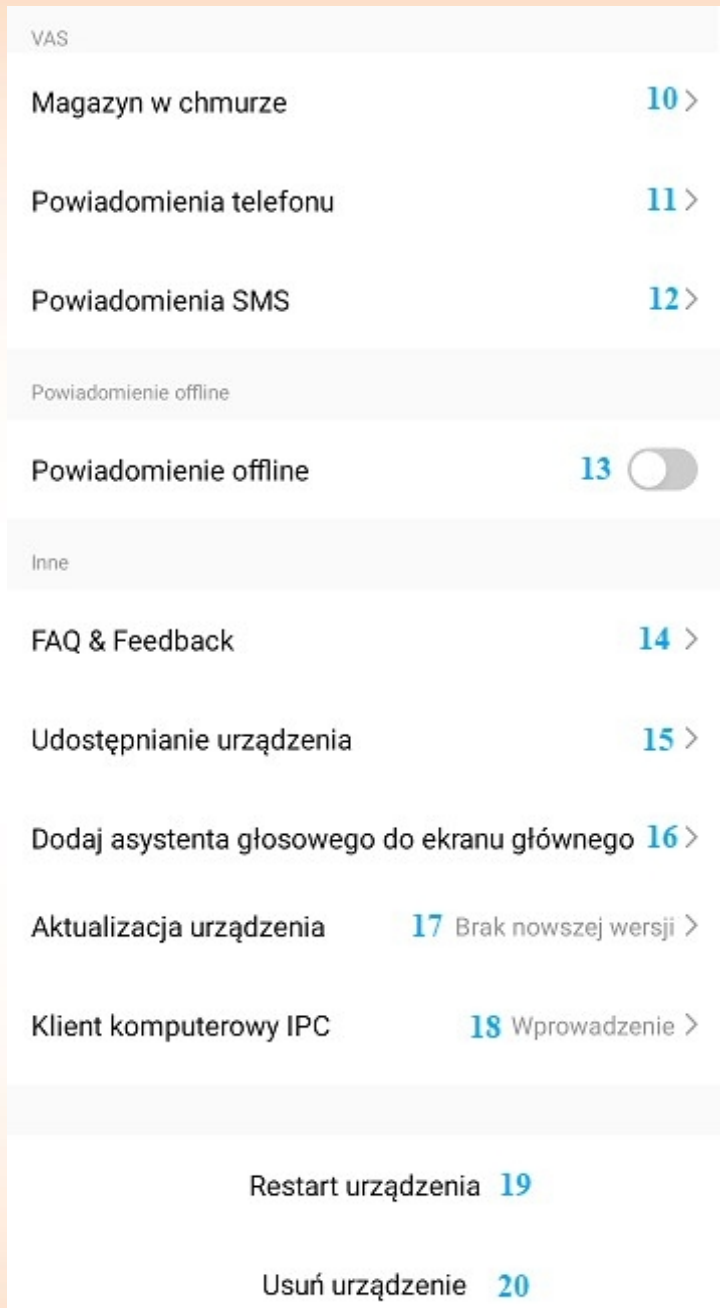 VAS
Magazyn w chmurze 10 >
Powiadomienia telefonu 11 >
Powiadomienia SMS 12 >
Powiadomienie offline
Powiadomienie offline 13
Inne
FAQ & Feedback 14 >
Udostępnianie urządzenia 15 >
Dodaj asystenta głosowego do ekranu głównego 16 >
Aktualizacja urządzenia 17 Brak nowszej wersji >
Klient komputerowy IPC 18 Wprowadzenie >
Restart urządzenia 19
Usuń urządzenie 20